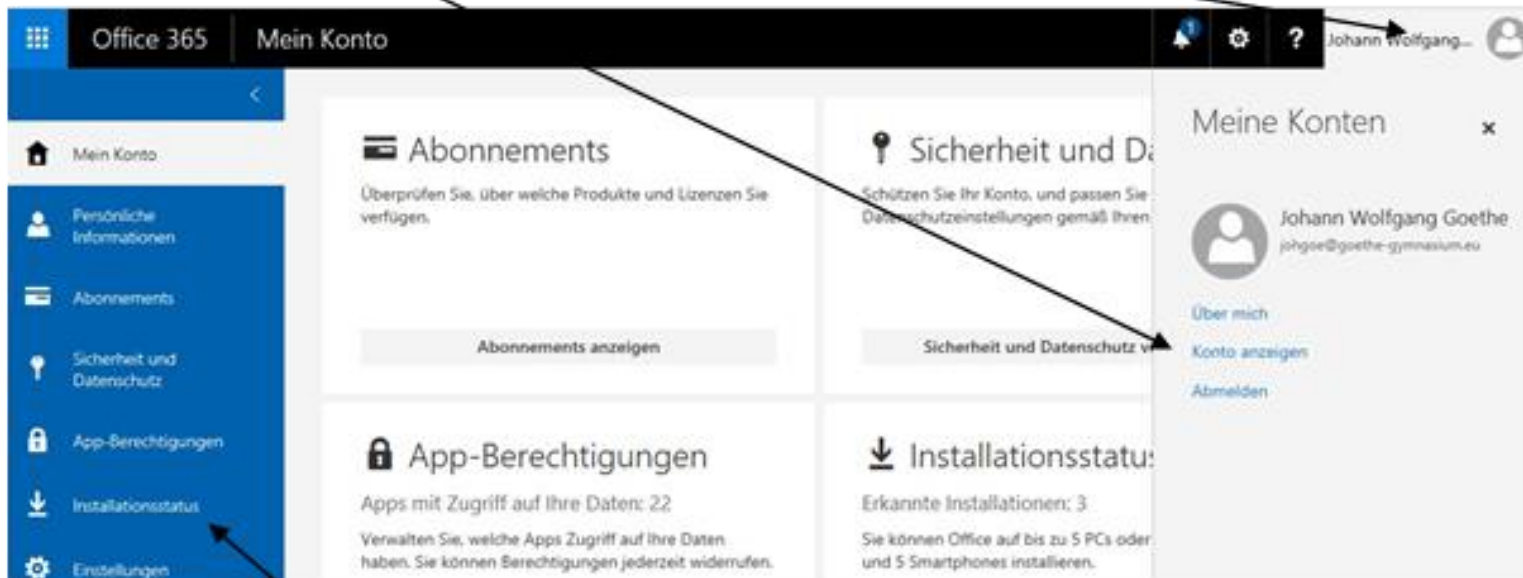 Office 365
Mein Konto
1
?
Johann Wolfgang...
Mein Konto
Persönliche
Informationen
Abonnements
Sicherheit und
Datenschutz
App-Berechtigungen
Installationsstatus
Einstellungen
Abonnements
Überprüfen Sie, über welche Produkte und Lizenzen Sie
verfügen.
Abonnements anzeigen
Sicherheit und Da
Schützen Sie Ihr Konto, und passen Sie
Datenschutzeinstellungen gemäß Ihren
Sicherheit und Datenschutz v
App-Berechtigungen
Apps mit Zugriff auf Ihre Daten: 22
Verwalten Sie, welche Apps Zugriff auf Ihre Daten
haben. Sie können Berechtigungen jederzeit widerrufen.
Installationsstatus
Erkannte Installationen: 3
Sie können Office auf bis zu 5 PCs oder
und 5 Smartphones installieren.
Meine Konten
Johann Wolfgang Goethe
johgoe@goethe-gymnasium.eu
Über mich
Konto anzeigen
Abmelden